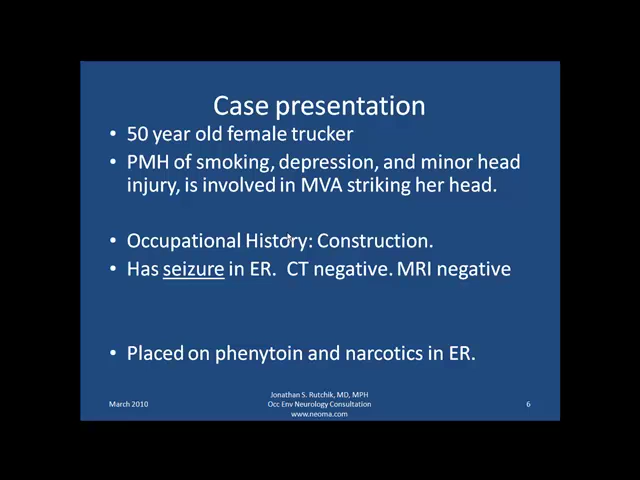 Case presentation
• 50 year old female trucker
• PMH of smoking, depression, and minor head
injury, is involved in MVA striking her head.
• Occupational History: Construction.
• Has seizure in ER. CT negative. MRI negative
• Placed on phenytoin and narcotics in ER.
Jonathan S. Rutchik, MD, MPH
March 2010 Occ Env Neurology Consultation 6
www.neoma.com